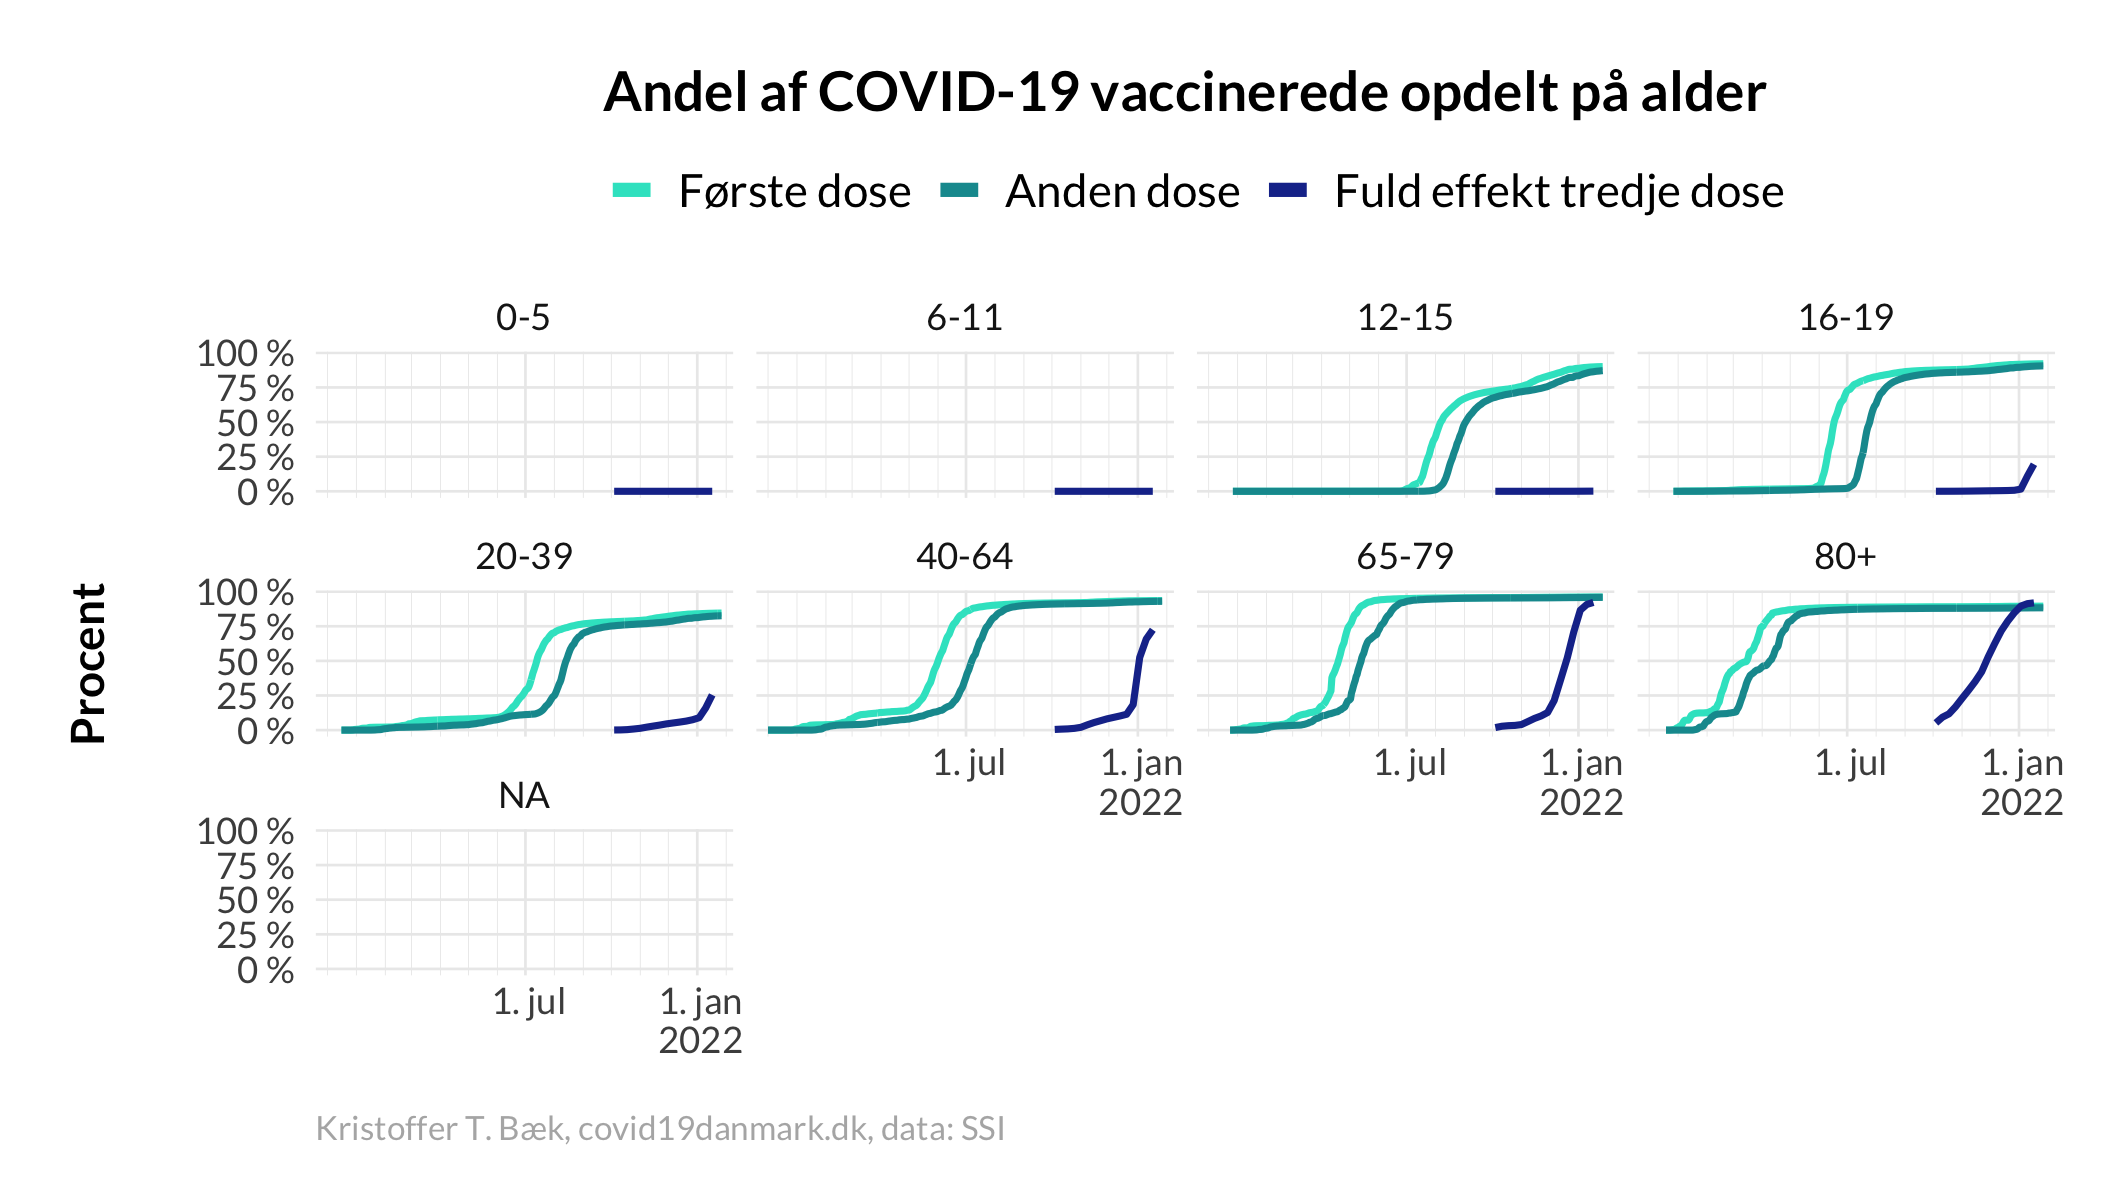 Andel af COVID-19 vaccinerede opdelt på alder
Første dose Anden dose Fuld effekt tredje dose
0-5 6-11 12-15 16-19
100 %
75 %
50 %
25 %
0 %
20-39 40-64 65-79 80+
100 %
75 %
50 %
25 %
0 %
Procent
1. jul 1. jan 1. jul 1. jan 1. jul 1. jan
2022 2022 2022
NA
100 %
75 %
50 %
25 %
0 %
1. jul 1. jan
2022
Kristoffer T. Bæk, covid19danmark.dk, data: SSI